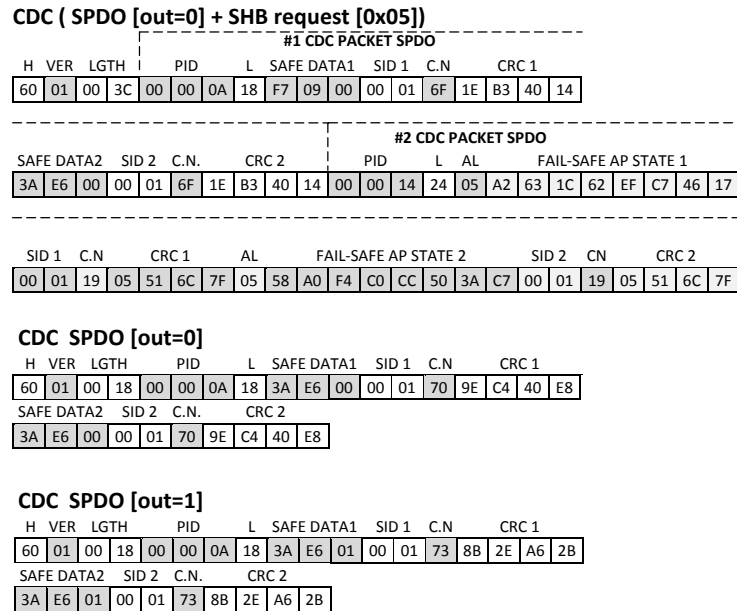 CDC ( SPDO [out=0] + SHB request [0x05])
#1 CDC PACKET SPDO
H VER LGTH PID L SAFE DATA1 SID 1 C.N CRC 1
60 01 00 3C 00 00 0A 18 F7 09 00 00 01 6F 1E B3 40 14
#2 CDC PACKET SPDO
SAFE DATA2 SID 2 C.N. CRC 2 PID L AL FAIL-SAFE AP STATE 1
3A E6 00 00 01 6F 1E B3 40 14 00 00 14 24 05 A2 63 1C 62 EF C7 46 17
SID 1 C.N CRC 1 AL FAIL-SAFE AP STATE 2 SID 2 CN CRC 2
00 01 19 05 51 6C 7F 05 58 A0 F4 C0 CC 50 3A C7 00 01 19 05 51 6C 7F
CDC SPDO [out=0]
H VER LGTH PID L SAFE DATA1 SID 1 C.N CRC 1
60 01 00 18 00 00 0A 18 3A E6 00 00 01 70 9E C4 40 E8
SAFE DATA2 SID 2 C.N. CRC 2
3A E6 00 00 01 70 9E C4 40 E8
CDC SPDO [out=1]
H VER LGTH PID L SAFE DATA1 SID 1 C.N CRC 1
60 01 00 18 00 00 0A 18 3A E6 01 00 01 73 8B 2E A6 2B
SAFE DATA2 SID 2 C.N. CRC 2
3A E6 01 00 01 73 8B 2E A6 2B